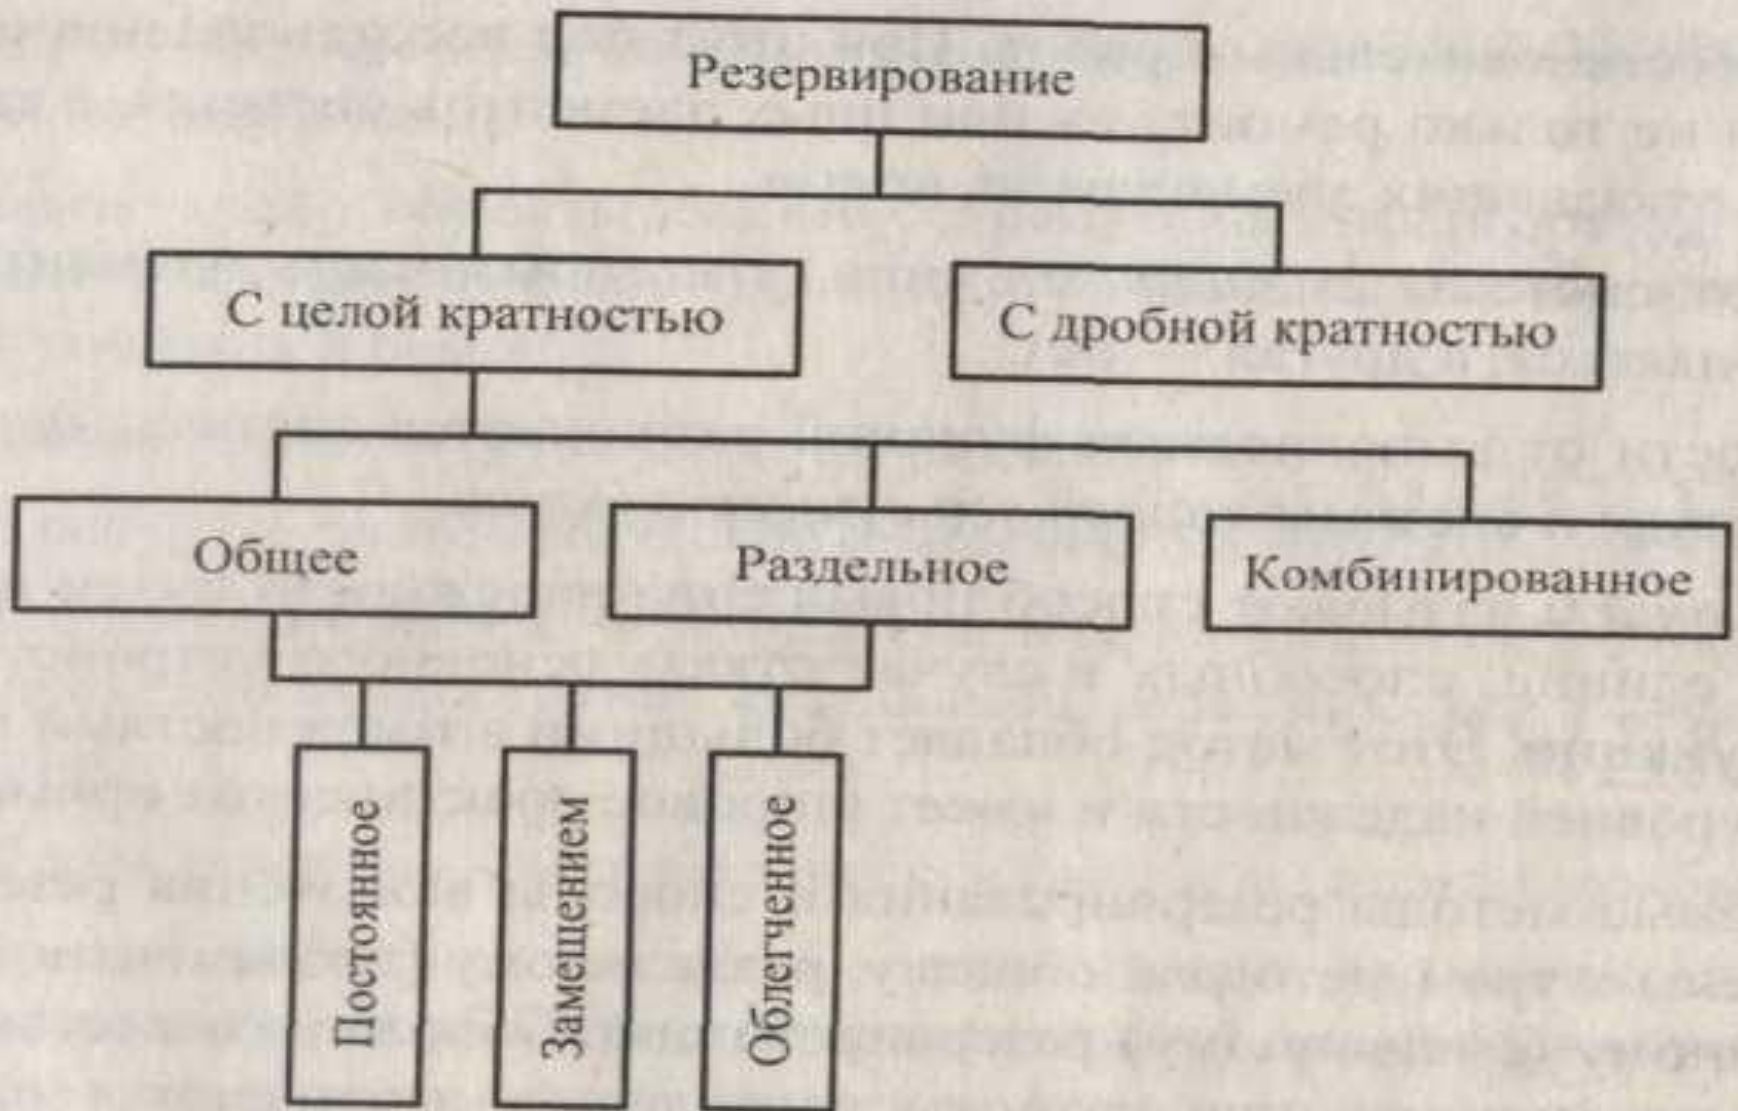 Резервирование
С целой кратностью
С дробной кратностью
Общее
Раздельное
Комбинированное
Постоянное
Замещением
Облегченное